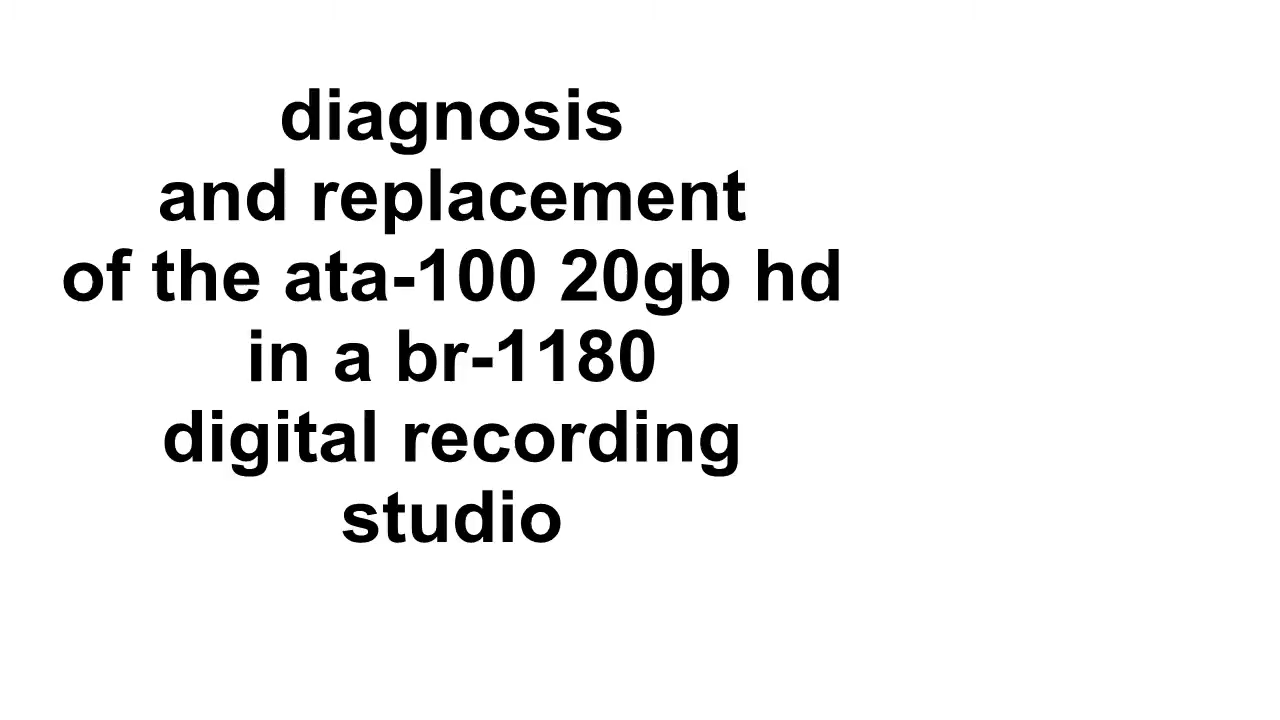 diagnosis
and replacement
of the ata-100 20gb hd
in a br-1180
digital recording
studio